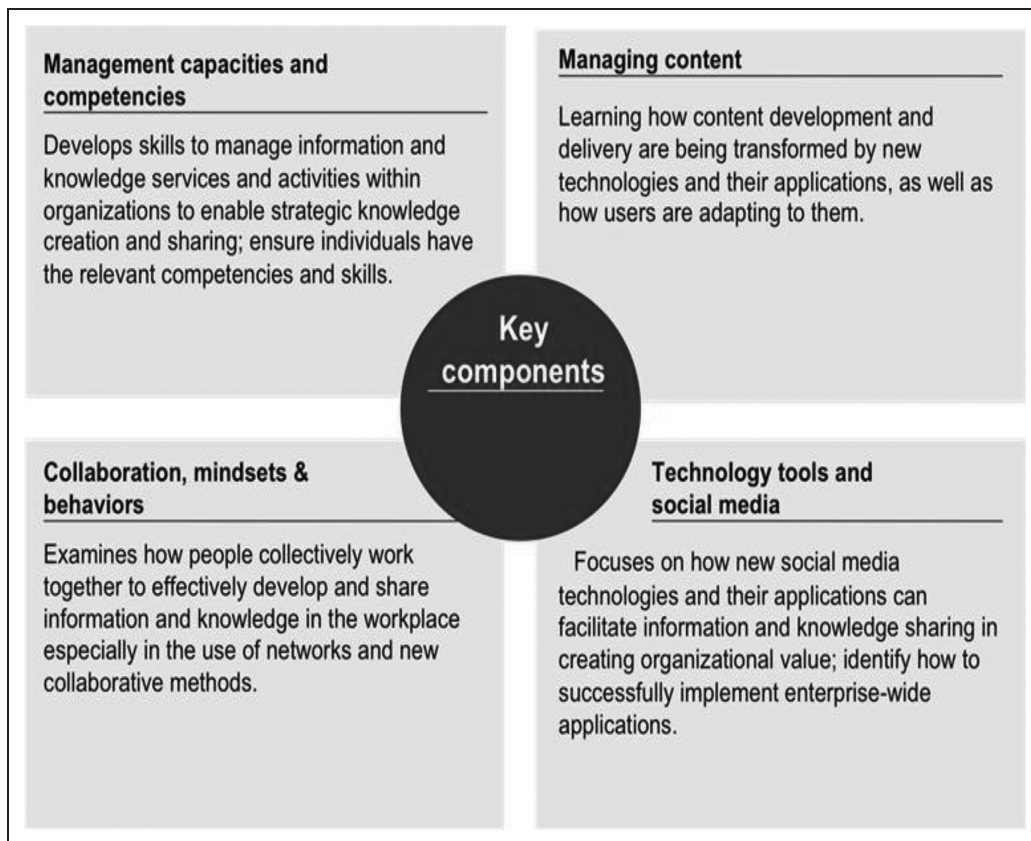 Management capacities and
competencies
Develops skills to manage information and
knowledge services and activities within
organizations to enable strategic knowledge
creation and sharing; ensure individuals have
the relevant competencies and skills.
Managing content
Learning how content development and
delivery are being transformed by new
technologies and their applications, as well as
how users are adapting to them.
Key
components
Collaboration, mindsets &
behaviors
Examines how people collectively work
together to effectively develop and share
information and knowledge in the workplace
especially in the use of networks and new
collaborative methods.
Technology tools and
social media
Focuses on how new social media
technologies and their applications can
facilitate information and knowledge sharing in
creating organizational value; identify how to
successfully implement enterprise-wide
applications.